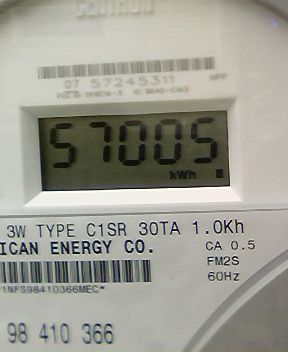 07 57245311
57005
kWh
3W TYPE C1SR 30TA 1.0Kh
ICAN ENERGY CO. CA 0.5
FM2S
60Hz
1NFS98410366MEC*
98 410 366